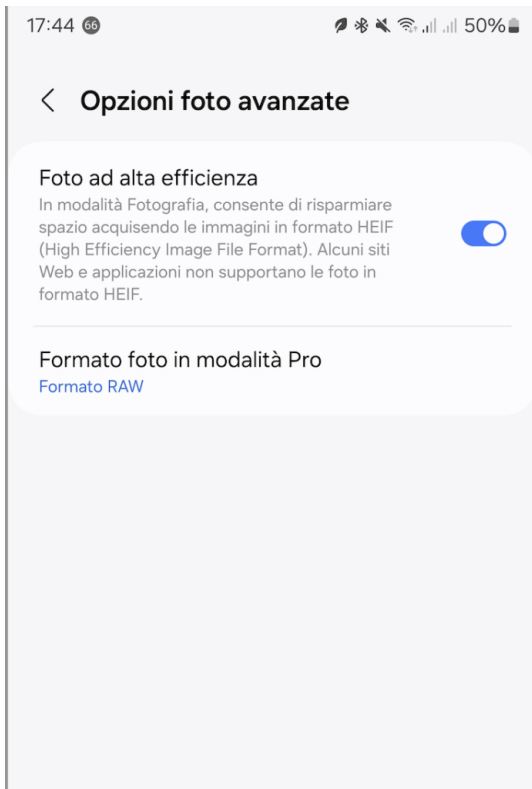 17:44 66 50%
Opzioni foto avanzate
Foto ad alta efficienza
In modalità Fotografia, consente di risparmiare
spazio acquisendo le immagini in formato HEIF
(High Efficiency Image File Format). Alcuni siti
Web e applicazioni non supportano le foto in
formato HEIF.
Formato foto in modalità Pro
Formato RAW